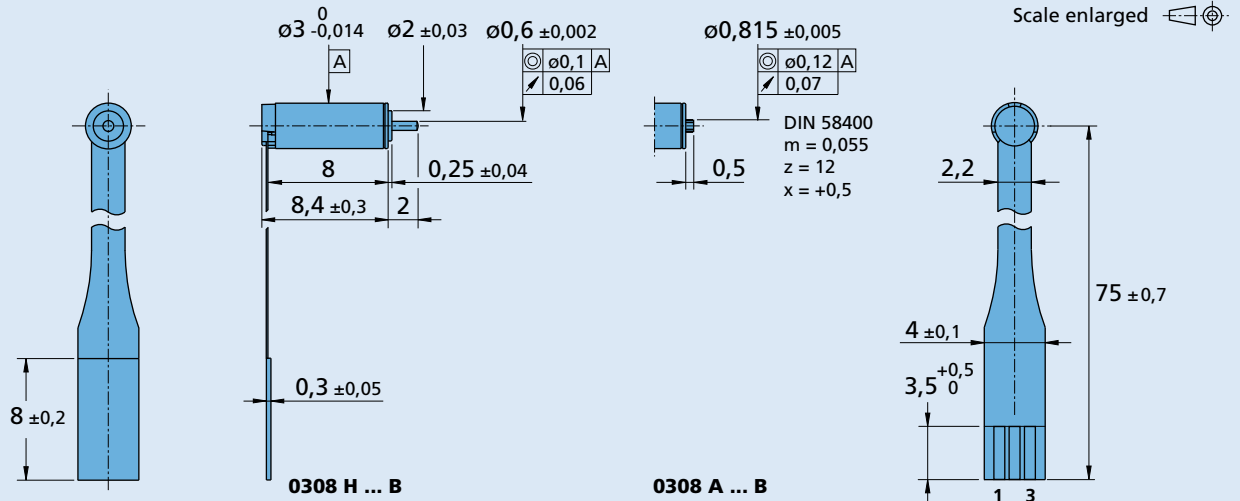 Scale enlarged
ø3 0 -0,014
ø2 ±0,03
ø0,6 ±0,002
ø0,815 ±0,005
A
ø0,1 A
0,06
ø0,12 A
0,07
DIN 58400
m = 0,055
z = 12
x = +0,5
8
0,25 ±0,04
8,4 ±0,3
2
0,5
2,2
75 ±0,7
4 ±0,1
3,5 +0,5 0
0,3 ±0,05
8 ±0,2
0308 H ... B
0308 A ... B
1 3